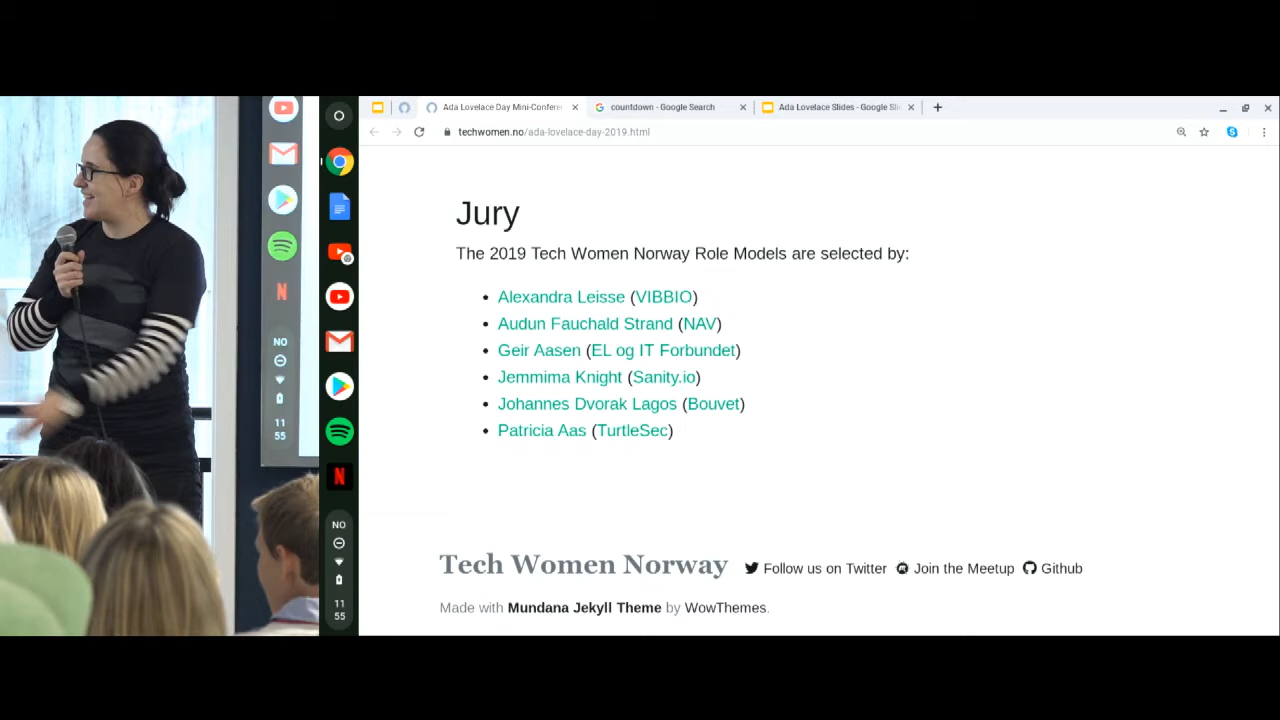 NO
11
55
NO
11
55
Ada Lovelace Day Mini-Confere
countdown - Google Search
Ada Lovelace Slides - Google Sli
techwomen.no/ada-lovelace-day-2019.html
Jury
The 2019 Tech Women Norway Role Models are selected by:
• Alexandra Leisse (VIBBIO)
• Audun Fauchald Strand (NAV)
• Geir Aasen (EL og IT Forbundet)
• Jemmima Knight (Sanity.io)
• Johannes Dvorak Lagos (Bouvet)
• Patricia Aas (TurtleSec)
Tech Women Norway Follow us on Twitter Join the Meetup Github
Made with Mundana Jekyll Theme by WowThemes.